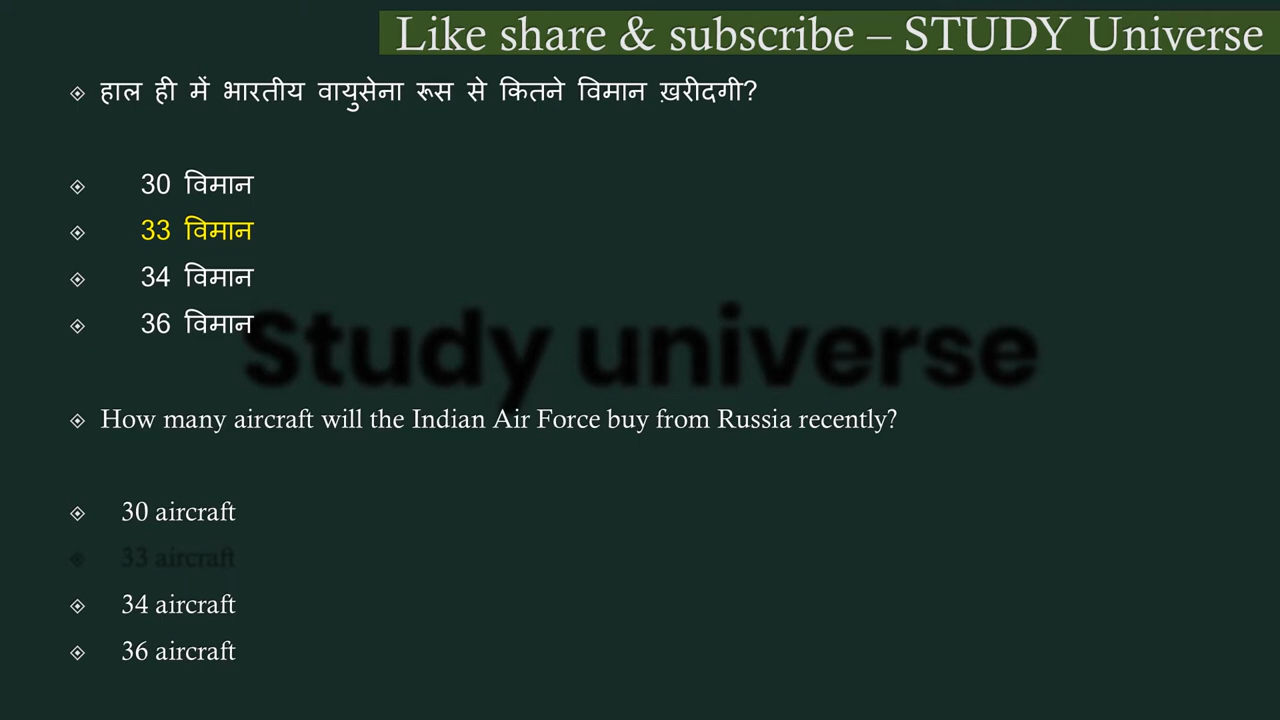 Like share & subscribe – STUDY Universe
हाल ही में भारतीय वायुसेना रूस से कितने विमान ख़रीदगी?
30 विमान
33 विमान
34 विमान
36 विमान
Study universe
How many aircraft will the Indian Air Force buy from Russia recently?
30 aircraft
33 aircraft
34 aircraft
36 aircraft